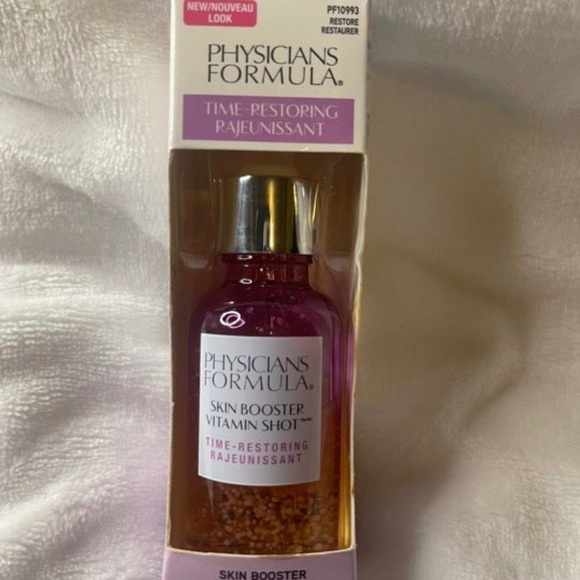 NEW/NOUVEAU
LOOK
PF10993
RESTORE
RESTAURER
PHYSICIANS
FORMULA®
TIME-RESTORING
RAJEUNISSANT
PHYSICIANS
FORMULA®
SKIN BOOSTER
VITAMIN SHOT
TIME-RESTORING
RAJEUNISSANT
SKIN BOOSTER